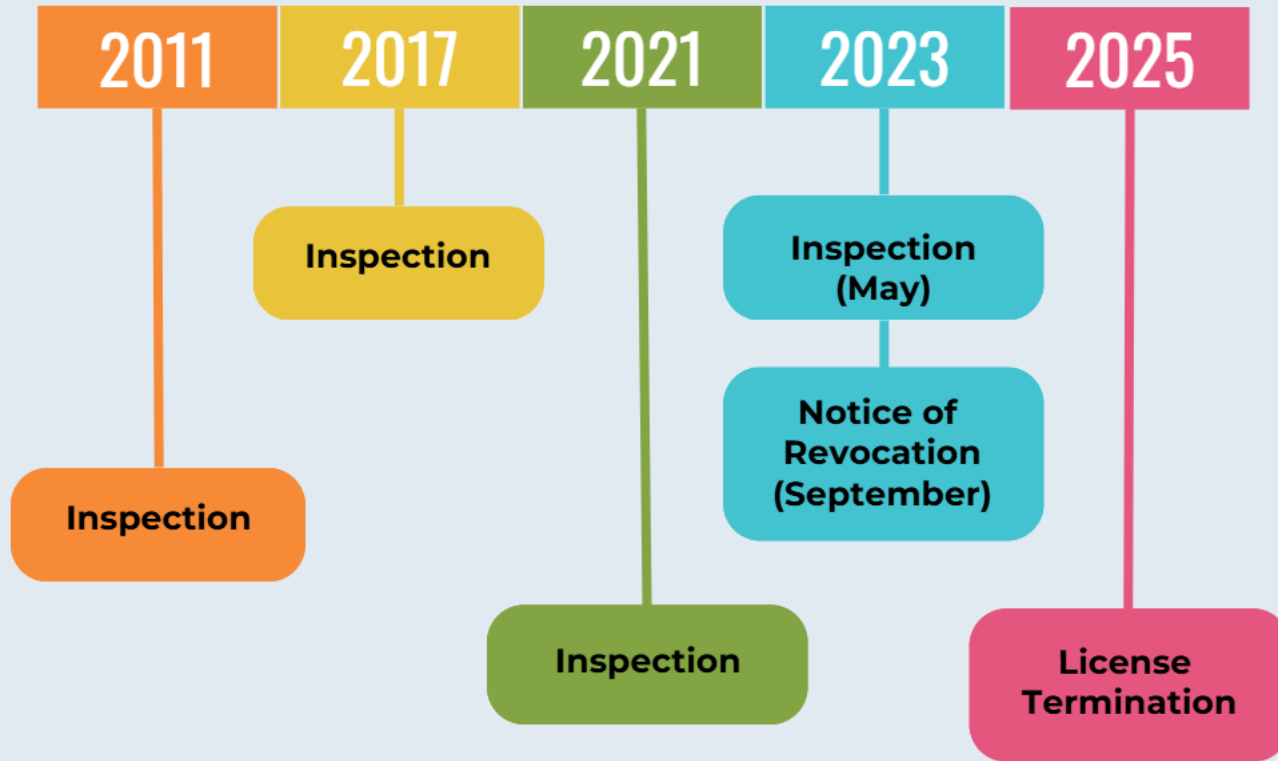 2011
2017
2021
2023
2025
Inspection
Inspection
Inspection
Inspection
(May)
Notice of
Revocation
(September)
License
Termination